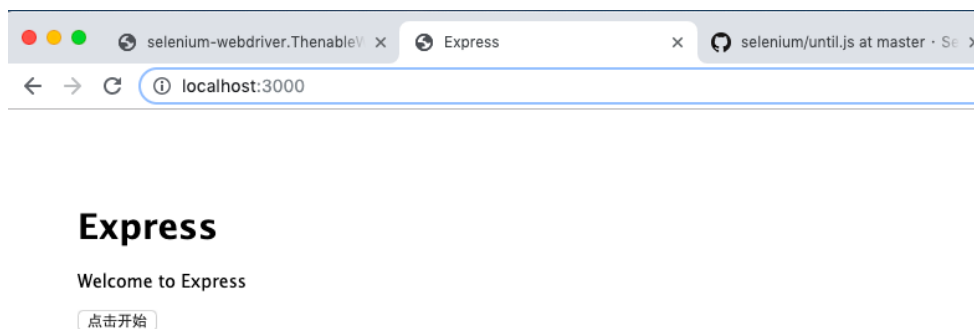 selenium-webdriver.ThenableW
Express
selenium/until.js at master · Se
localhost:3000
Express
Welcome to Express
点击开始